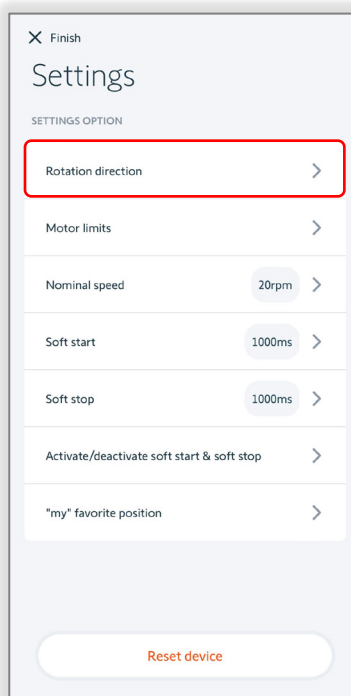 Finish
Settings
SETTINGS OPTION
Rotation direction
Motor limits
Nominal speed 20rpm
Soft start 1000ms
Soft stop 1000ms
Activate/deactivate soft start & soft stop
"my" favorite position
Reset device